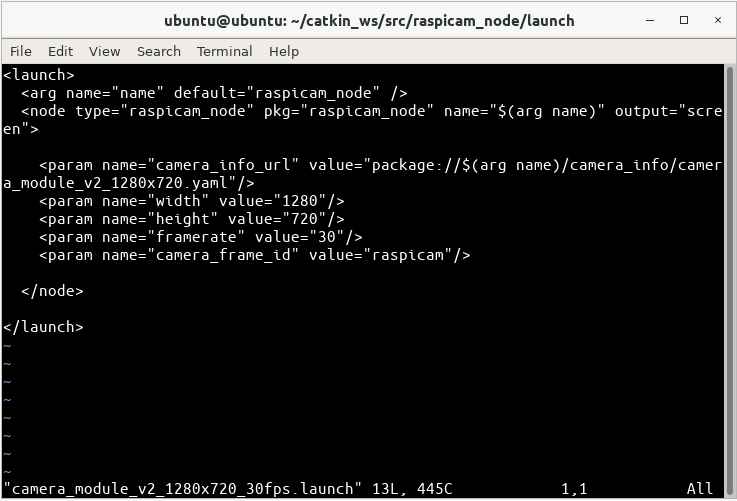 ubuntu@ubuntu: ~/catkin_ws/src/raspicam_node/launch
File Edit View Search Terminal Help
<launch>
  <arg name="name" default="raspicam_node" />
  <node type="raspicam_node" pkg="raspicam_node" name="$(arg name)" output="scre
en">

    <param name="camera_info_url" value="package://$(arg name)/camera_info/camer
a_module_v2_1280x720.yaml"/>
    <param name="width" value="1280"/>
    <param name="height" value="720"/>
    <param name="framerate" value="30"/>
    <param name="camera_frame_id" value="raspicam"/>

  </node>

</launch>
~
~
~
~
~
~
~
~
"camera_module_v2_1280x720_30fps.launch" 13L, 445C 1,1 All